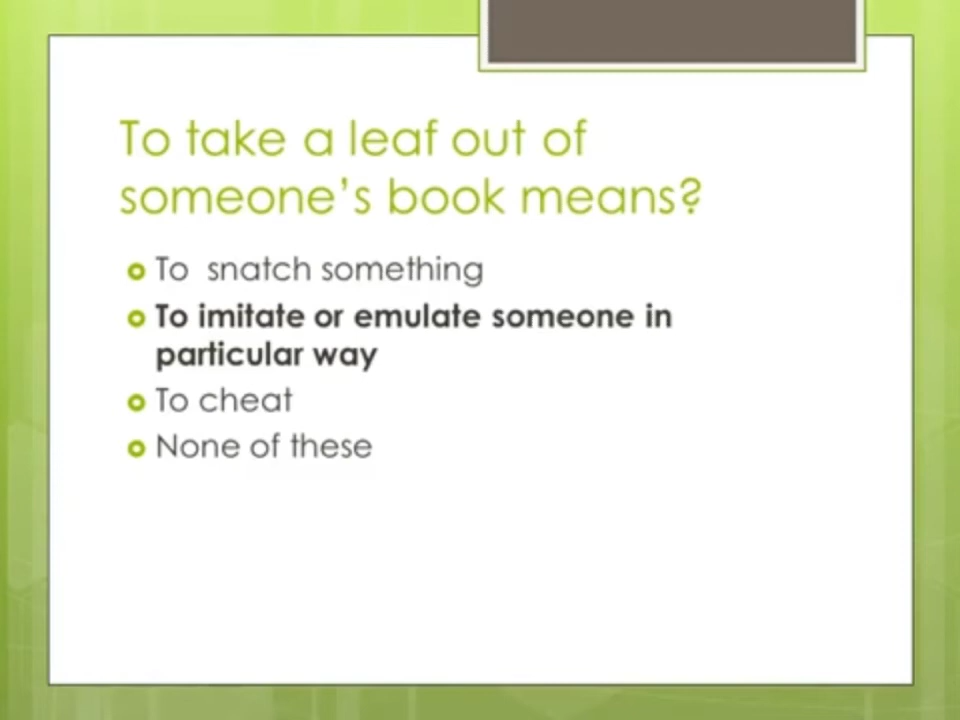 To take a leaf out of
someone's book means?
To  snatch something
To imitate or emulate someone in
particular way
To cheat
None of these